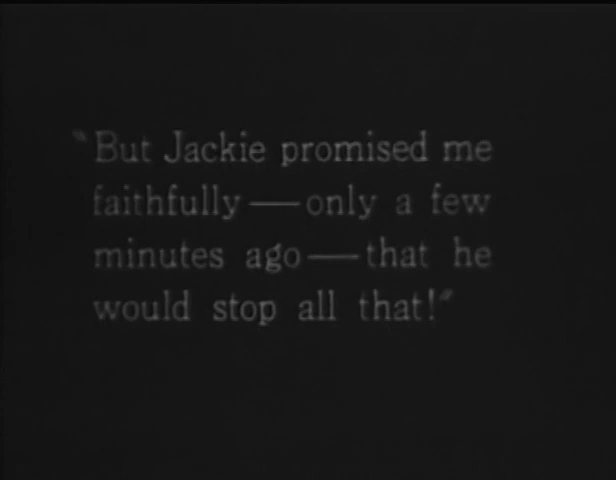 "But Jackie promised me
faithfully—only a few
minutes ago—that he
would stop all that!"